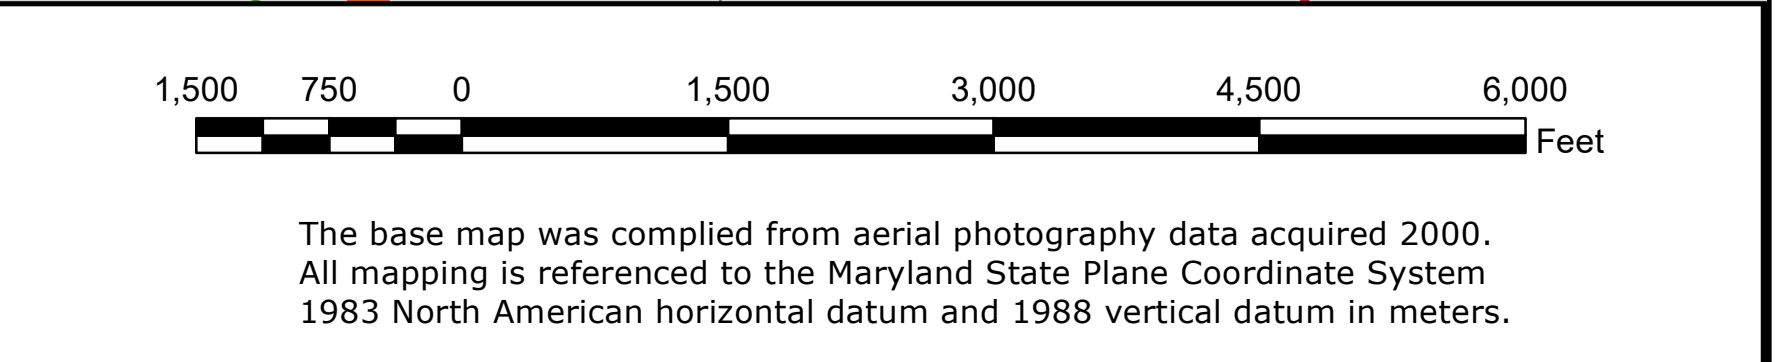 1,500 750 0 1,500 3,000 4,500 6,000
Feet
The base map was complied from aerial photography data acquired 2000.
All mapping is referenced to the Maryland State Plane Coordinate System
1983 North American horizontal datum and 1988 vertical datum in meters.